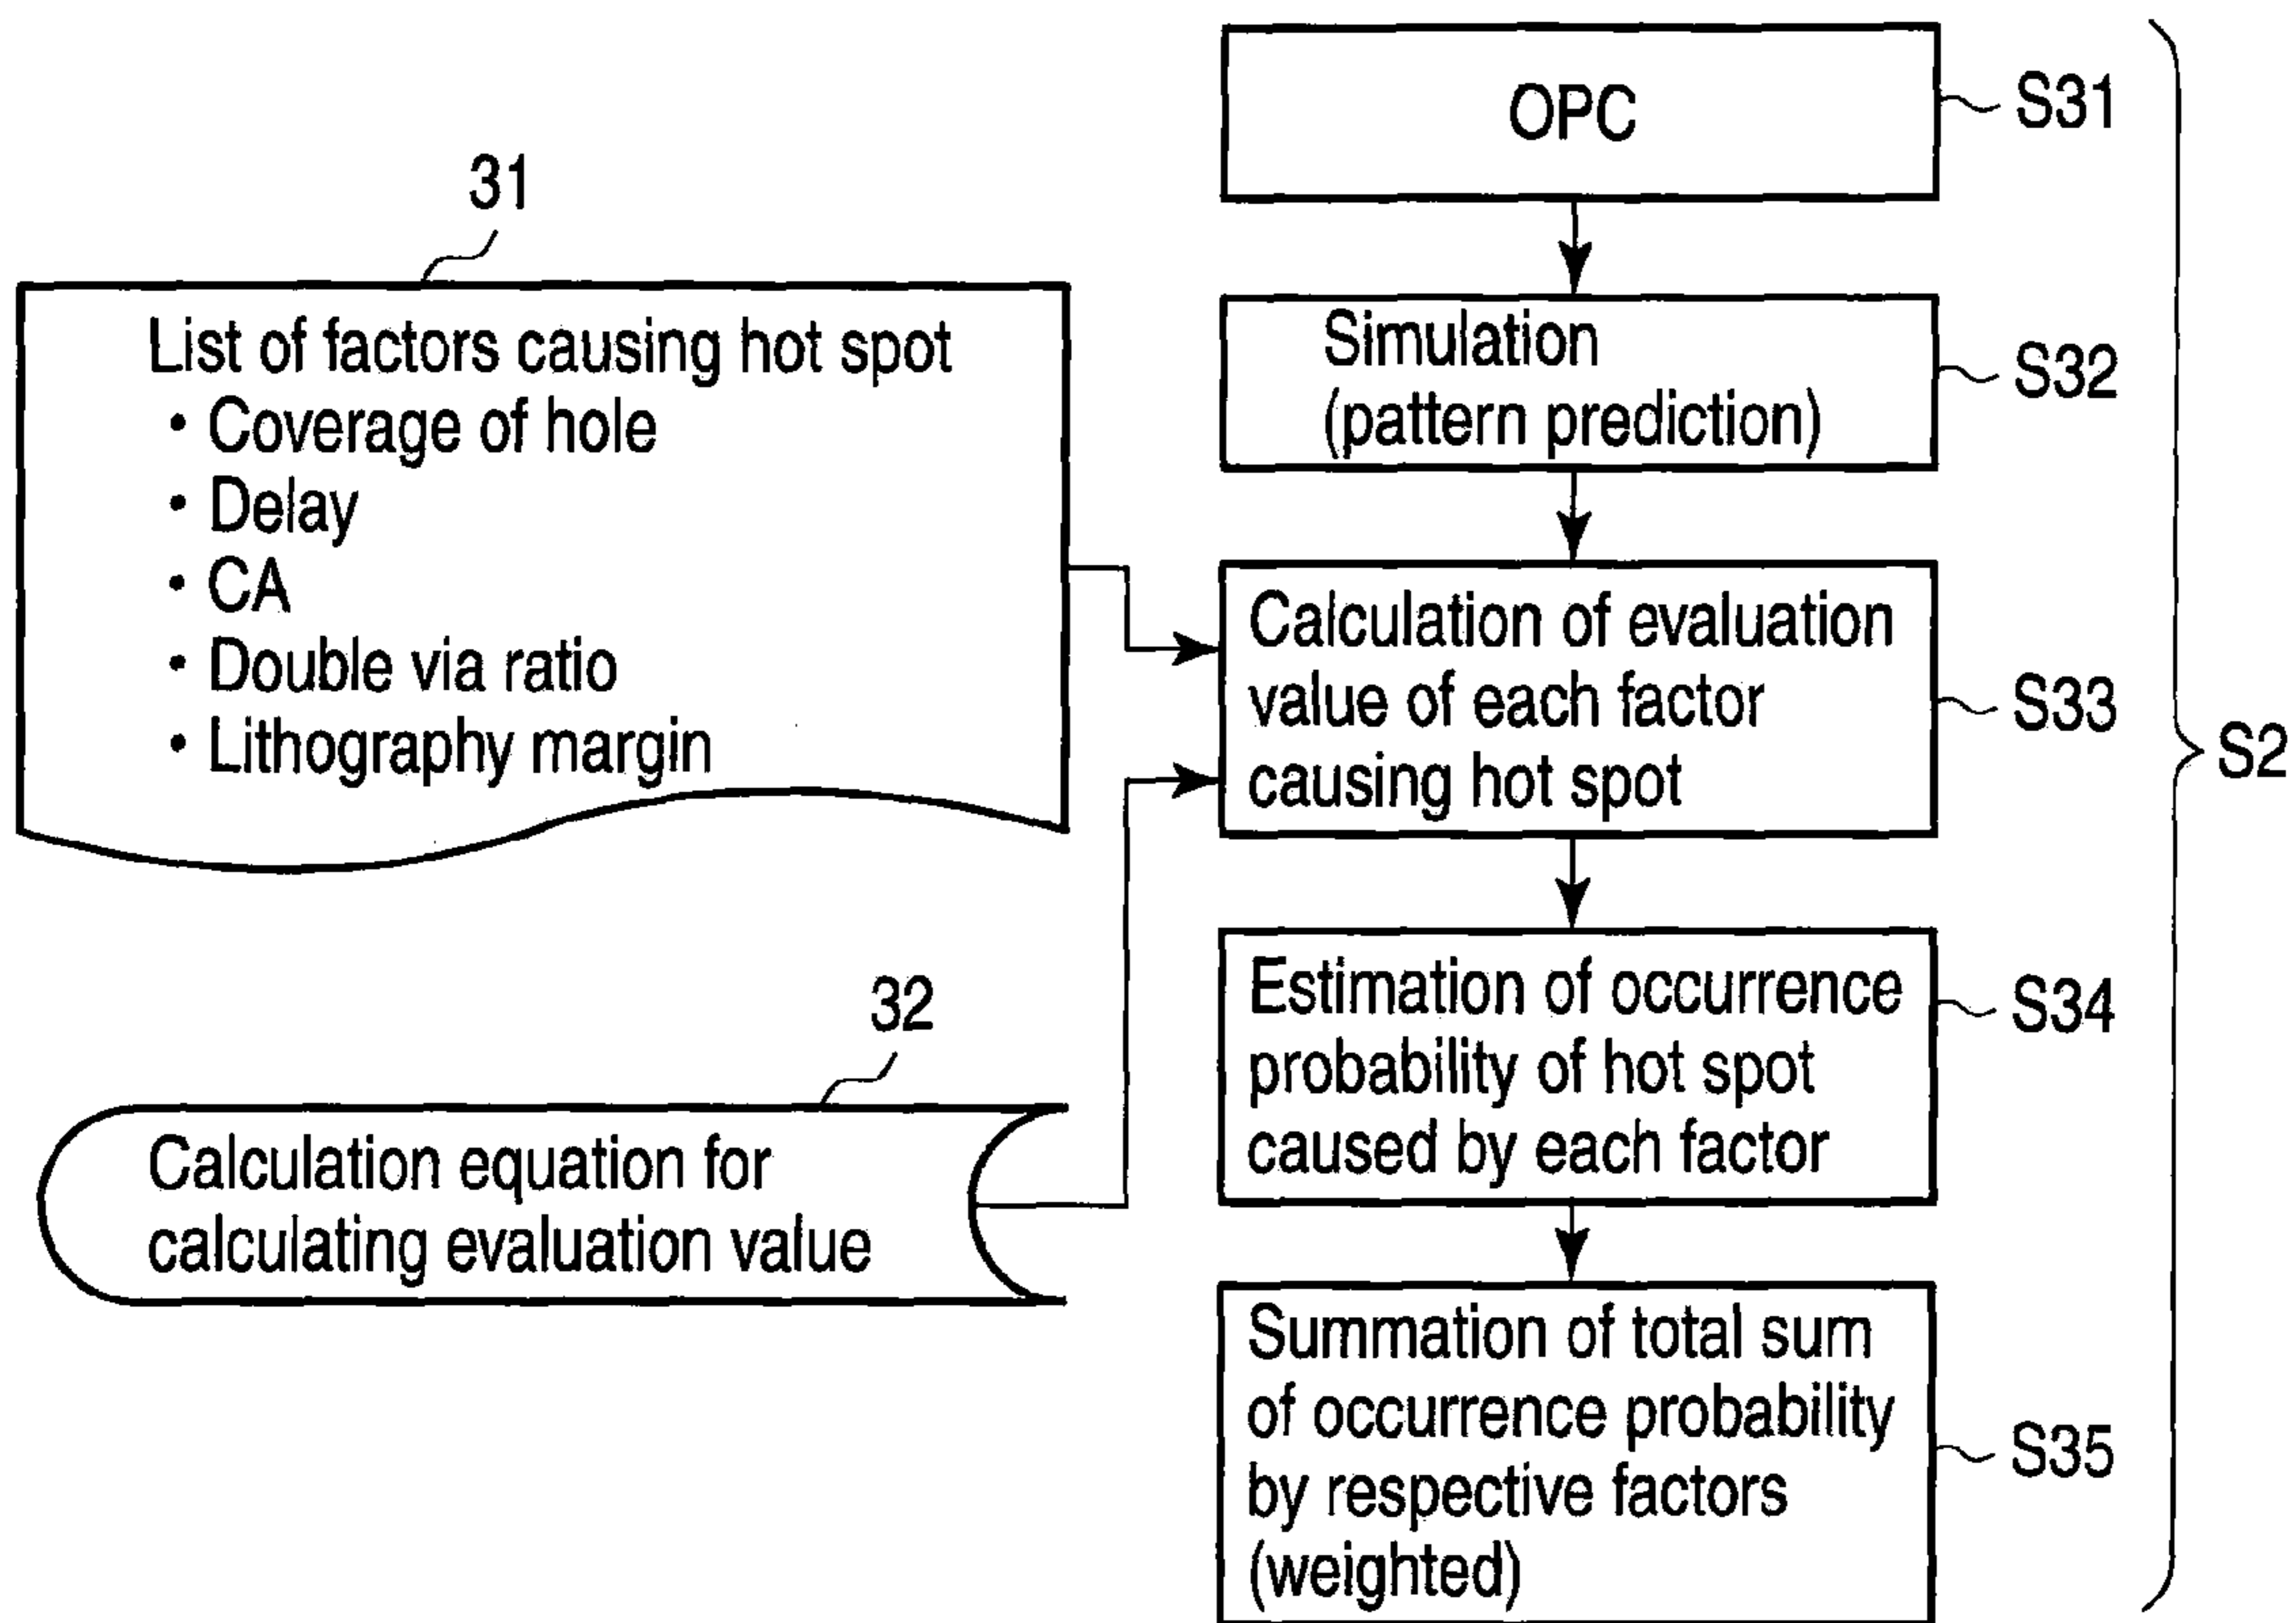 OPC
S31
31
List of factors causing hot spot
• Coverage of hole
• Delay
• CA
• Double via ratio
• Lithography margin
Simulation
(pattern prediction)
S32
Calculation of evaluation
value of each factor
causing hot spot
S33
S2
32
Calculation equation for
calculating evaluation value
Estimation of occurrence
probability of hot spot
caused by each factor
S34
Summation of total sum
of occurrence probability
by respective factors
(weighted)
S35